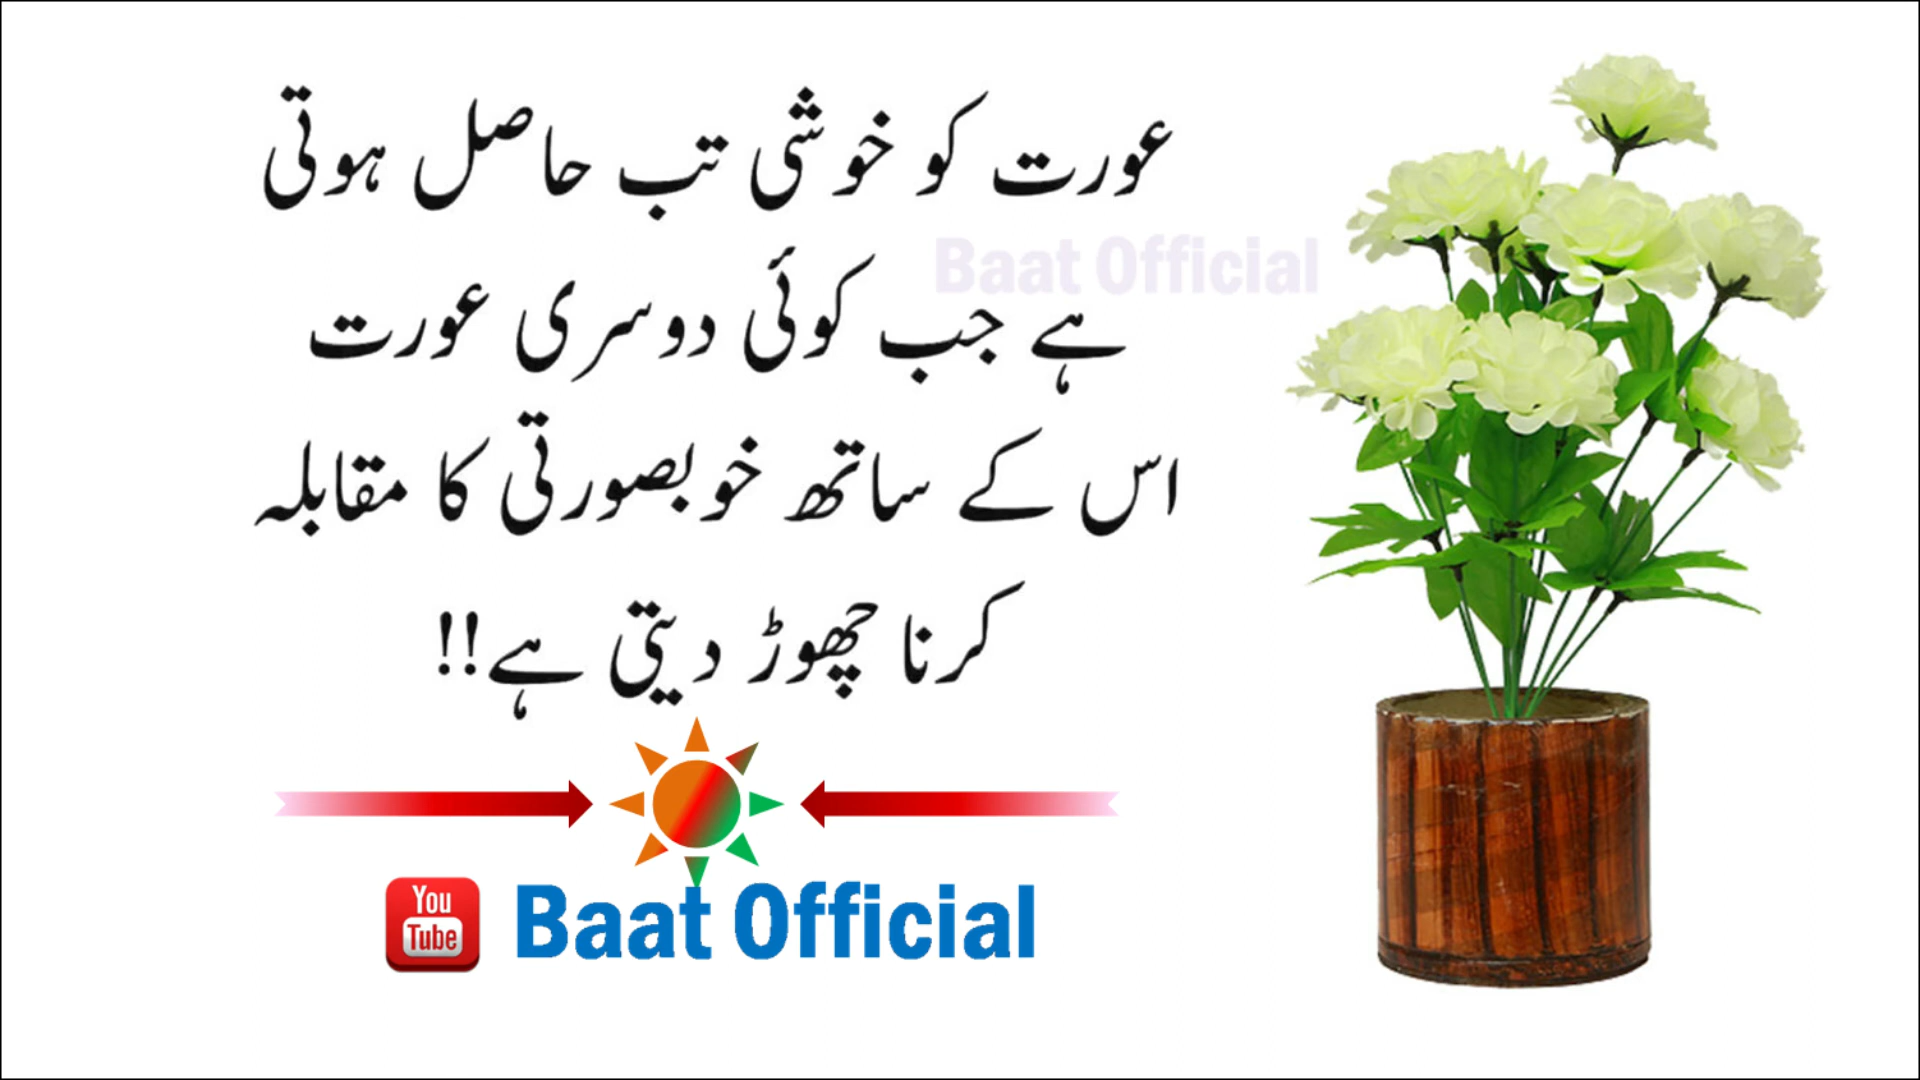 عورت کو خوشی تب حاصل ہوتی
ہے جب کوئی دوسری عورت
اس کے ساتھ خوبصورتی کا مقابلہ
کرنا چھوڑ دیتی ہے!!
Baat Official
You
Tube
Baat Official